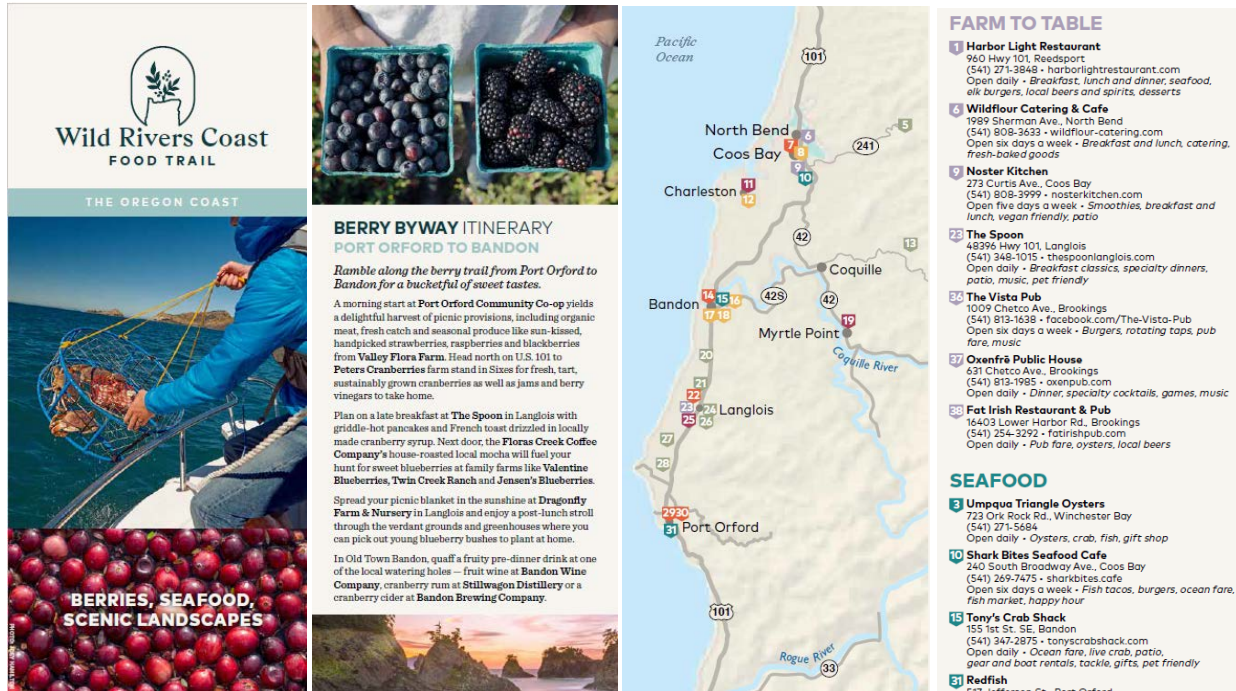 Wild Rivers Coast
FOOD TRAIL
THE OREGON COAST
BERRIES, SEAFOOD,
SCENIC LANDSCAPES
BERRY BYWAY ITINERARY
PORT ORFORD TO BANDON
Ramble along the berry trail from Port Orford to
Bandon for a bucketful of sweet tastes.
A morning start at Port Orford Community Co-op yields
a delightful harvest of picnic provisions, including organic
meat, fresh catch and seasonal produce like sun-kissed,
handpicked strawberries, raspberries and blackberries
from Valley Flora Farm. Head north on U.S. 101 to
Peters Cranberries farm stand in Sixes for fresh, tart,
sustainably grown cranberries as well as jams and berry
vinegars to take home.
Plan on a late breakfast at The Spoon in Langlois with
griddle-hot pancakes and French toast drizzled in locally
made cranberry syrup. Next door, the Floras Creek Coffee
Company's house-roasted local mocha will fuel your
hunt for sweet blueberries at family farms like Valentine
Blueberries, Twin Creek Ranch and Jensen's Blueberries.
Spread your picnic blanket in the sunshine at Dragonfly
Farm & Nursery in Langlois and enjoy a post-lunch stroll
through the verdant grounds and greenhouses where you
can pick out young blueberry bushes to plant at home.
In Old Town Bandon, quaff a fruity pre-dinner drink at one
of the local watering holes — fruit wine at Bandon Wine
Company, cranberry rum at Stillwagon Distillery or a
cranberry cider at Bandon Brewing Company.
Pacific
Ocean
101
North Bend
6
5
7
8
241
Coos Bay
9
10
Charleston
11
12
42
13
Coquille
Bandon
14
15
16
17
18
42S
42
19
Myrtle Point
Coquille River
20
21
22
23
24
Langlois
25
26
27
28
29
30
31
Port Orford
101
Rogue River
33
FARM TO TABLE
1 Harbor Light Restaurant
960 Hwy 101, Reedsport
(541) 271-3848 • harborlightrestaurant.com
Open daily • Breakfast, lunch and dinner, seafood,
elk burgers, local beers and spirits, desserts
6 Wildflour Catering & Cafe
1989 Sherman Ave., North Bend
(541) 808-3633 • wildflour-catering.com
Open six days a week • Breakfast and lunch, catering,
fresh-baked goods
9 Noster Kitchen
273 Curtis Ave., Coos Bay
(541) 808-3999 • nosterkitchen.com
Open five days a week • Smoothies, breakfast and
lunch, vegan friendly, patio
23 The Spoon
48396 Hwy 101, Langlois
(541) 348-1015 • thespoonlanglois.com
Open daily • Breakfast classics, specialty dinners,
patio, music, pet friendly
36 The Vista Pub
1009 Chetco Ave., Brookings
(541) 813-1638 • facebook.com/The-Vista-Pub
Open six days a week • Burgers, rotating taps, pub
fare, music
37 Oxenfrē Public House
631 Chetco Ave., Brookings
(541) 813-1985 • oxenpub.com
Open daily • Dinner, specialty cocktails, games, music
38 Fat Irish Restaurant & Pub
16403 Lower Harbor Rd., Brookings
(541) 254-3292 • fatirishpub.com
Open daily • Pub fare, oysters, local beers
SEAFOOD
3 Umpqua Triangle Oysters
723 Ork Rock Rd., Winchester Bay
(541) 271-5684
Open daily • Oysters, crab, fish, gift shop
10 Shark Bites Seafood Cafe
240 South Broadway Ave., Coos Bay
(541) 269-7475 • sharkbites.cafe
Open six days a week • Fish tacos, burgers, ocean fare,
fish market, happy hour
15 Tony's Crab Shack
155 1st St. SE, Bandon
(541) 347-2875 • tonyscrabshack.com
Open daily • Ocean fare, live crab, patio,
gear and boat rentals, tackle, gifts, pet friendly
31 Redfish